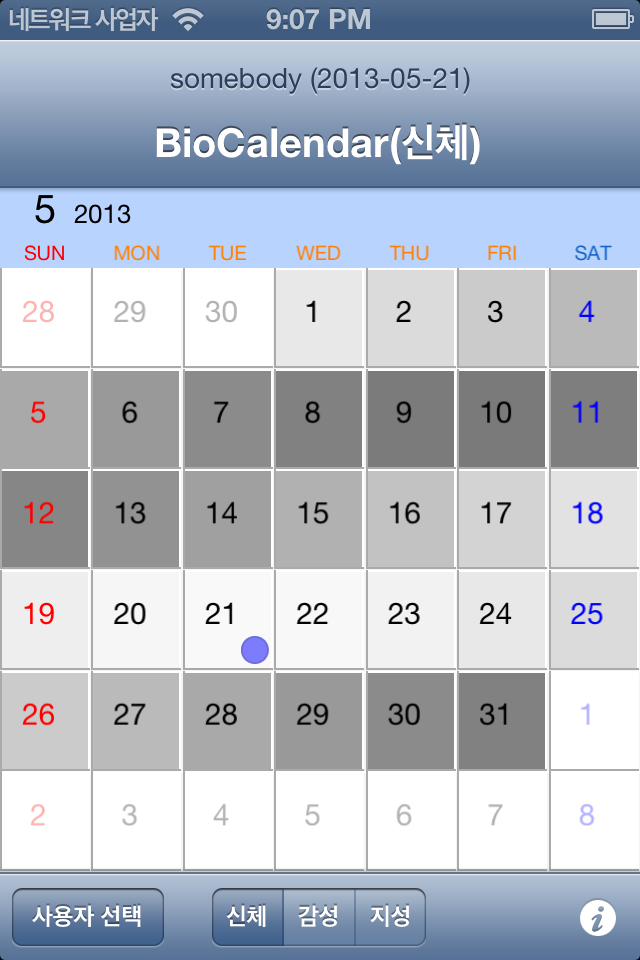 네트워크 사업자 9:07 PM
somebody (2013-05-21)
BioCalendar(신체)
5 2013
SUN MON TUE WED THU FRI SAT
28 29 30 1 2 3 4
5 6 7 8 9 10 11
12 13 14 15 16 17 18
19 20 21 22 23 24 25
26 27 28 29 30 31 1
2 3 4 5 6 7 8
사용자 선택 신체 감성 지성